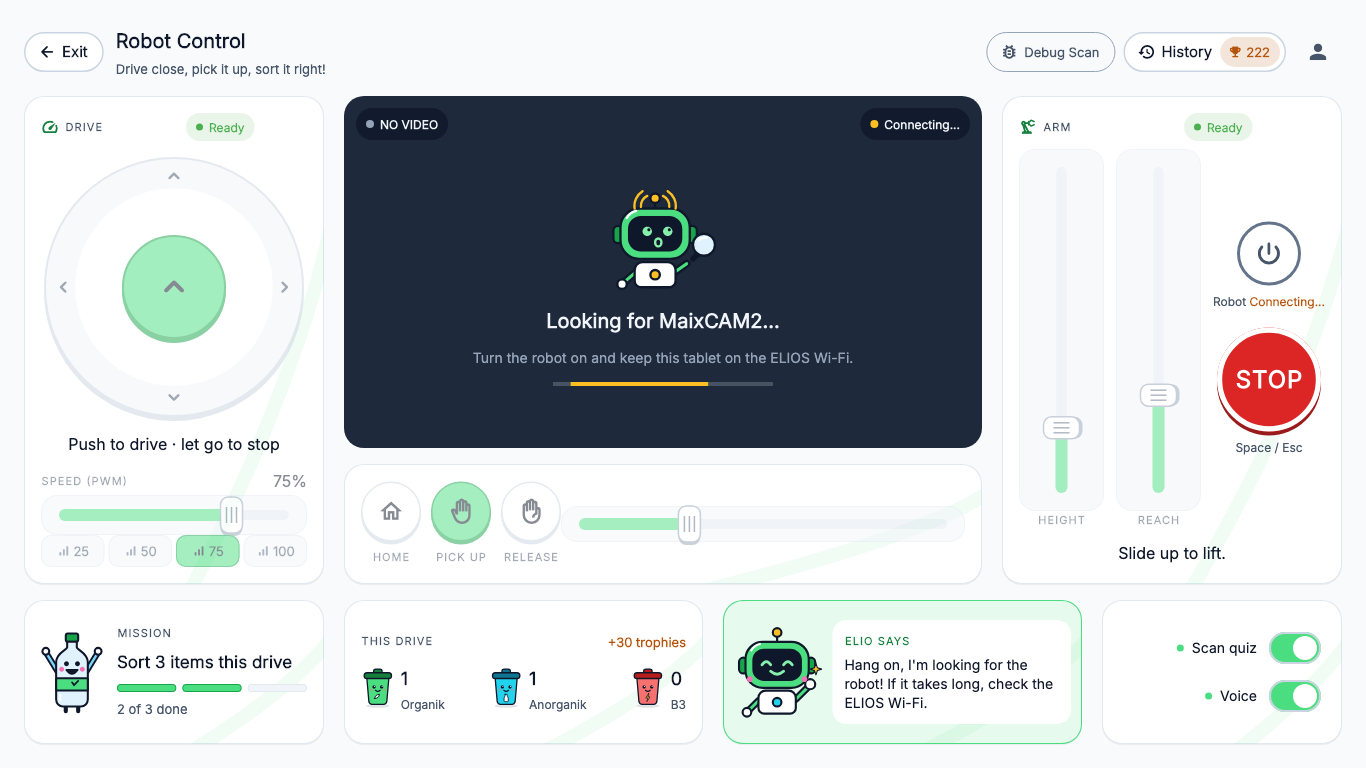 Exit
Robot Control
Drive close, pick it up, sort it right!
Debug Scan
History
222
DRIVE
Ready
Push to drive · let go to stop
SPEED (PWM)
75%
25
50
75
100
NO VIDEO
Connecting...
Looking for MaixCAM2...
Turn the robot on and keep this tablet on the ELIOS Wi-Fi.
HOME
PICK UP
RELEASE
ARM
Ready
HEIGHT
REACH
Robot Connecting...
STOP
Space / Esc
Slide up to lift.
MISSION
Sort 3 items this drive
2 of 3 done
THIS DRIVE
+30 trophies
1
Organik
1
Anorganik
0
B3
ELIO SAYS
Hang on, I'm looking for the
robot! If it takes long, check the
ELIOS Wi-Fi.
Scan quiz
Voice